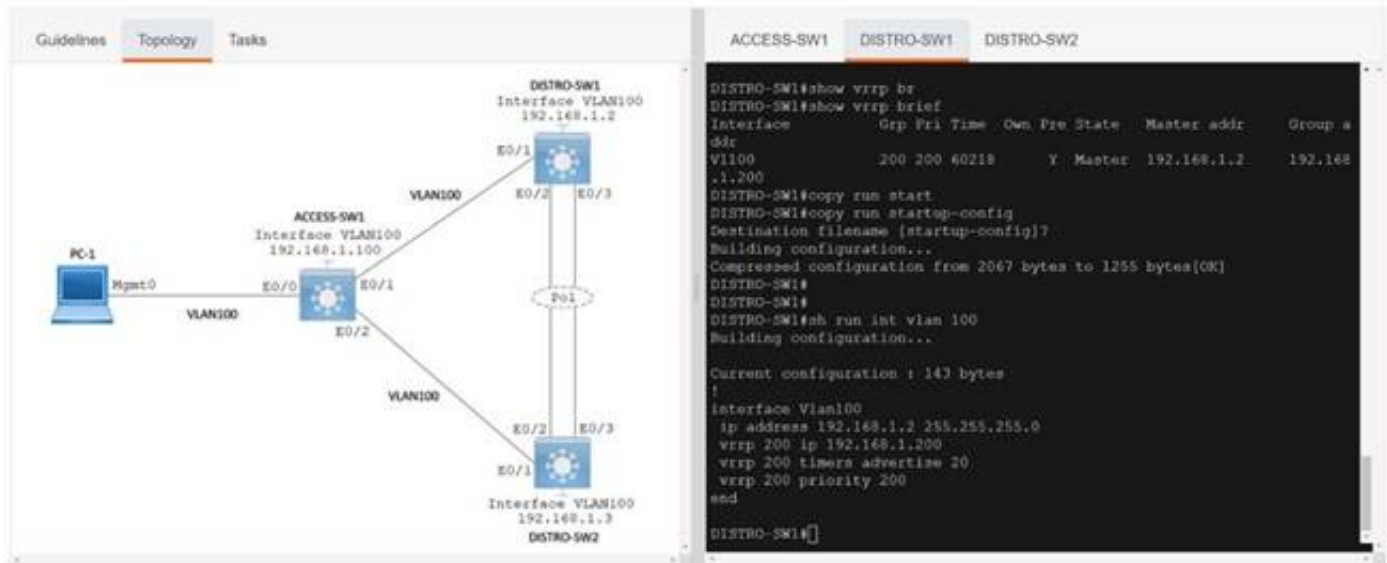 Guidelines Topology Tasks
DISTRO-SW1
Interface VLAN100
192.168.1.2
E0/1
E0/2 E0/3
VLAN100
ACCESS-SW1
Interface VLAN100
192.168.1.100
PC-1
Mgmt0
E0/0 E0/1
VLAN100
E0/2
Po1
VLAN100
E0/2 E0/3
E0/1
Interface VLAN100
192.168.1.3
DISTRO-SW2
ACCESS-SW1 DISTRO-SW1 DISTRO-SW2
DISTRO-SW1#show vrrp br
DISTRO-SW1#show vrrp brief
Interface Grp Pri Time Own Pre State Master addr Group a
ddr
Vl100 200 200 60218 Y Master 192.168.1.2 192.168
.1.200
DISTRO-SW1#copy run start
DISTRO-SW1#copy run startup-config
Destination filename [startup-config]?
Building configuration...
Compressed configuration from 2067 bytes to 1255 bytes[OK]
DISTRO-SW1#
DISTRO-SW1#
DISTRO-SW1#sh run int vlan 100
Building configuration...
Current configuration : 143 bytes
!
interface Vlan100
ip address 192.168.1.2 255.255.255.0
vrrp 200 ip 192.168.1.200
vrrp 200 timers advertise 20
vrrp 200 priority 200
end
DISTRO-SW1#